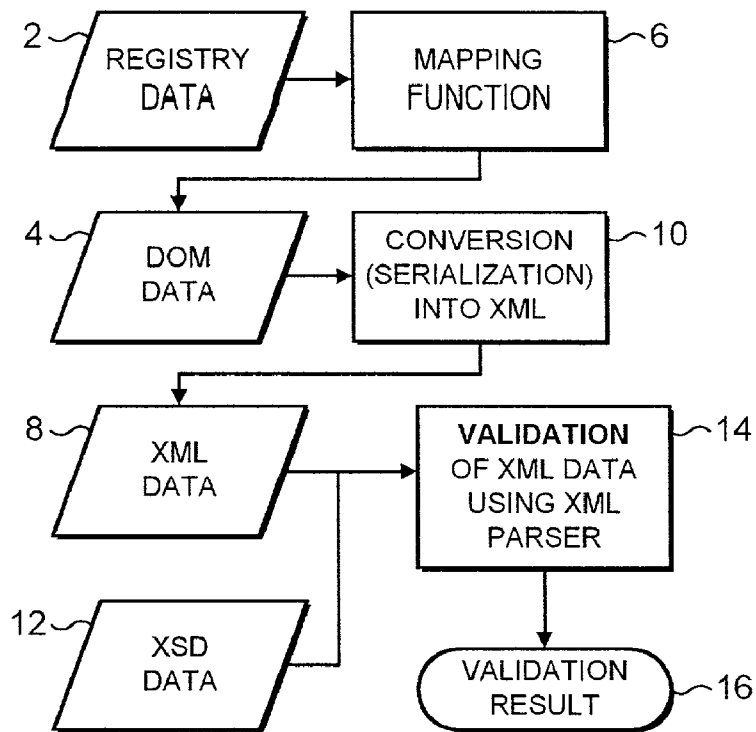 2
REGISTRY
DATA
MAPPING
FUNCTION
6
4
DOM
DATA
CONVERSION
(SERIALIZATION)
INTO XML
10
8
XML
DATA
VALIDATION
OF XML DATA
USING XML
PARSER
14
12
XSD
DATA
VALIDATION
RESULT
16